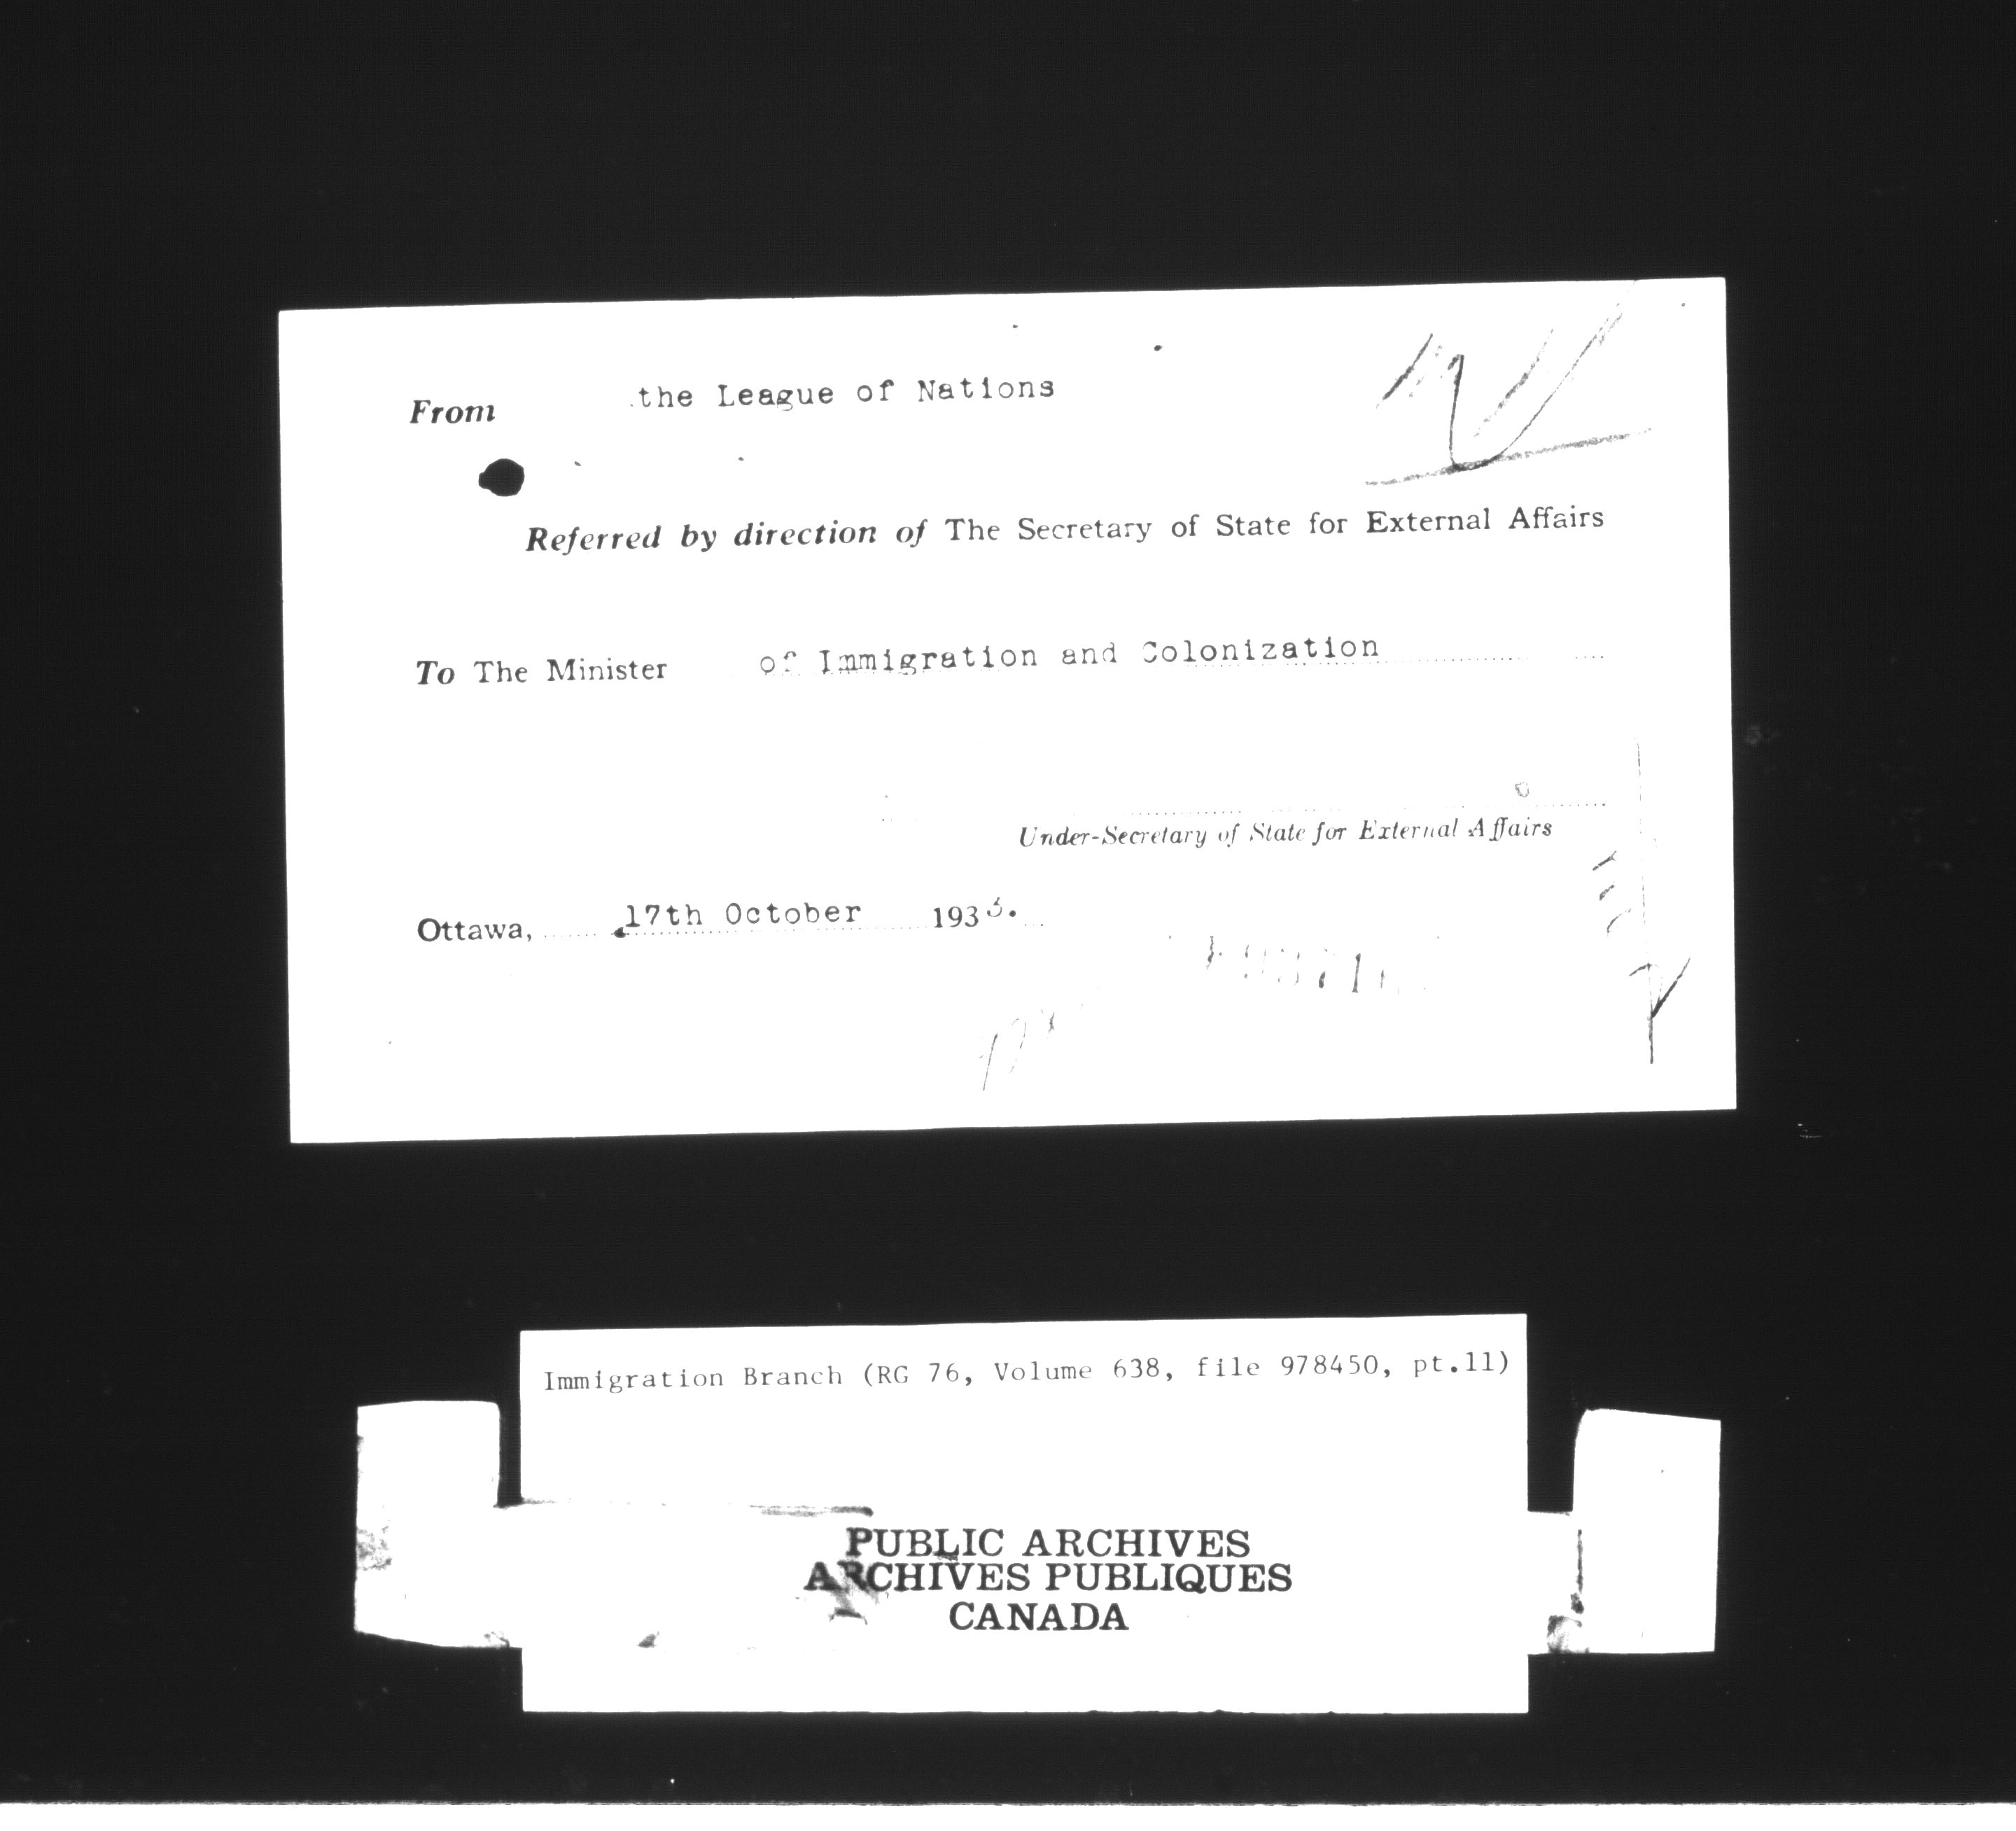 From the League of Nations
Referred by direction of The Secretary of State for External Affairs
To The Minister of Immigration and Colonization
Under-Secretary of State for External Affairs
Ottawa, 17th October 193
Immigration Branch (RG 76, Volume 638, file 978450, pt.11)
PUBLIC ARCHIVES
ARCHIVES PUBLIQUES
CANADA